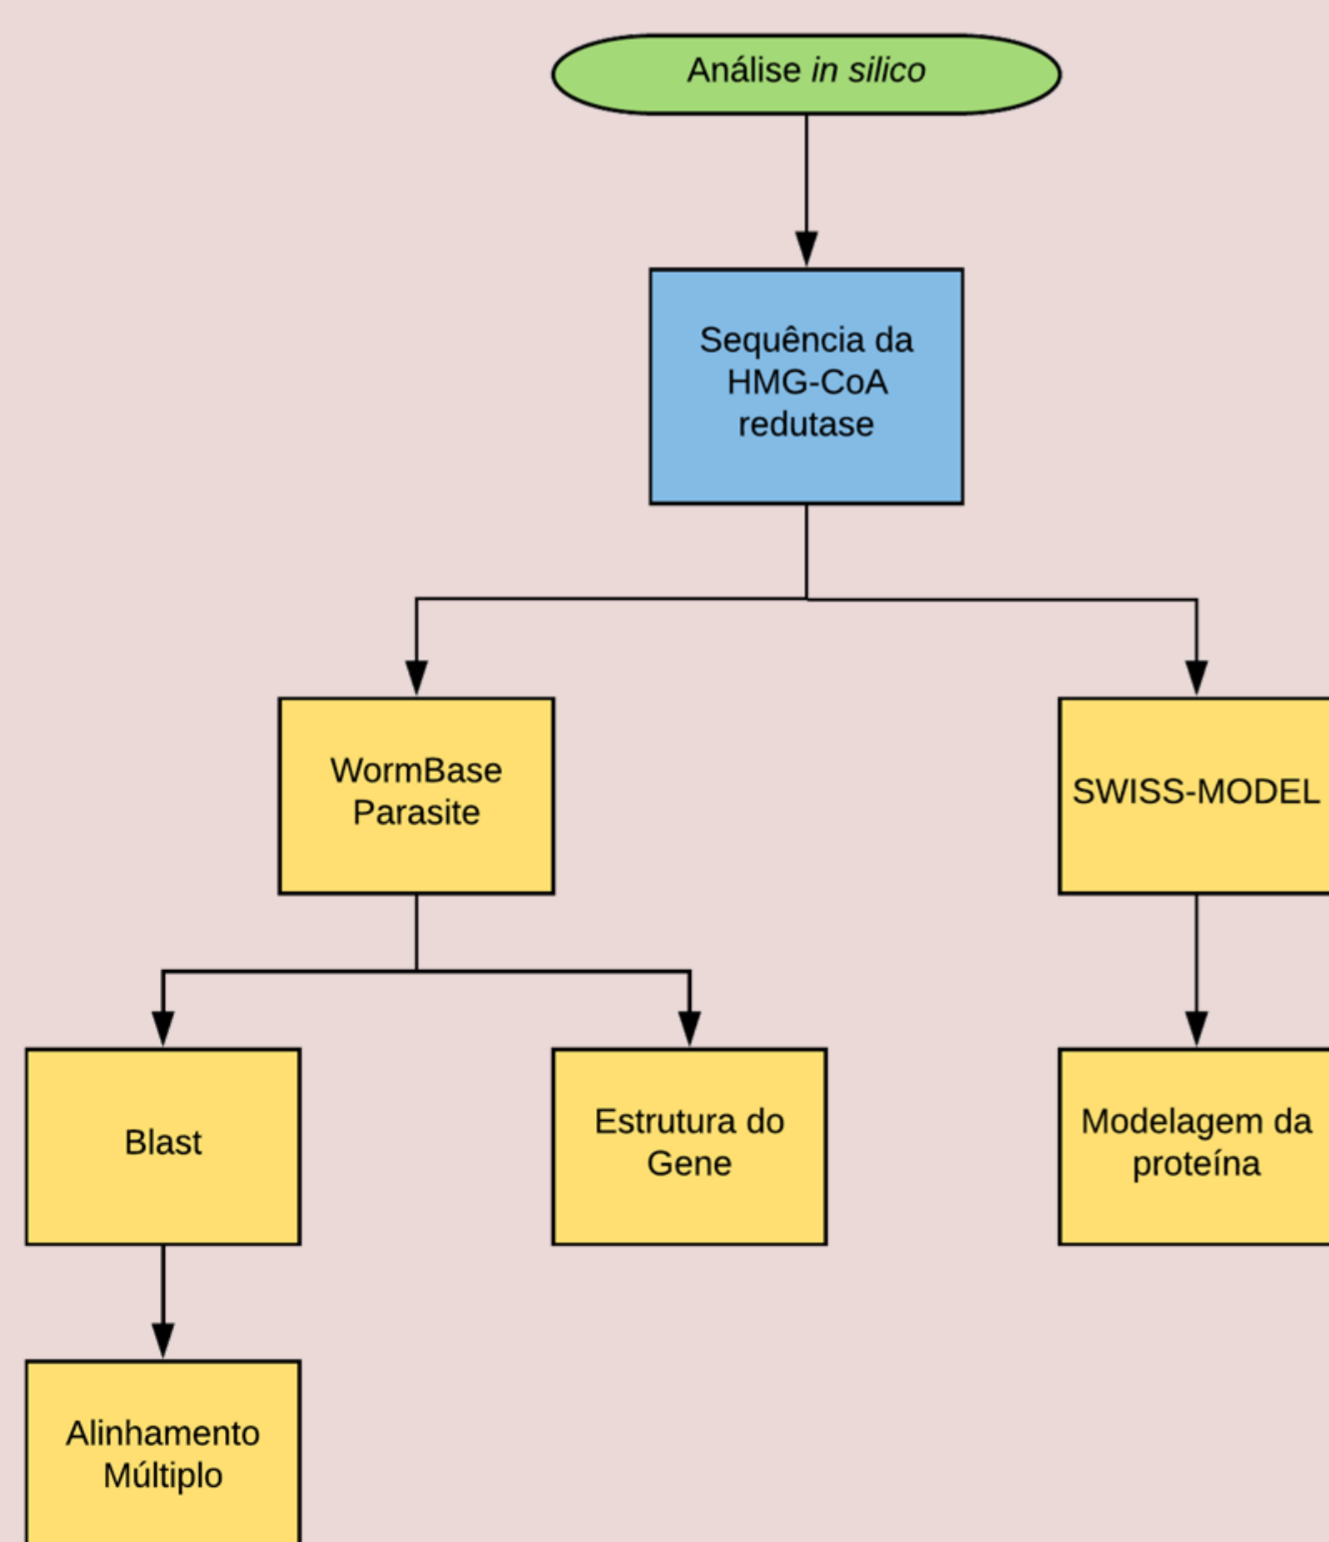 Análise in silico
Sequência da
HMG-CoA
redutase
WormBase
Parasite
SWISS-MODEL
Blast
Estrutura do
Gene
Modelagem da
proteína
Alinhamento
Múltiplo